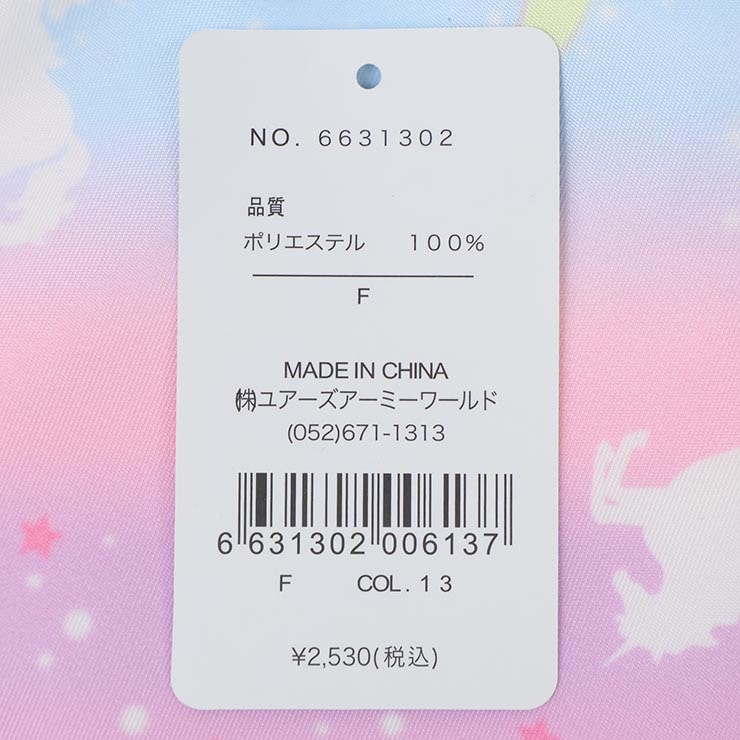 NO. 6631302
品質
ポリエステル 100%
F
MADE IN CHINA
㈱ユアーズアーミーワールド
(052)671-1313
6 631302 006137
F COL. 13
¥2,530(税込)